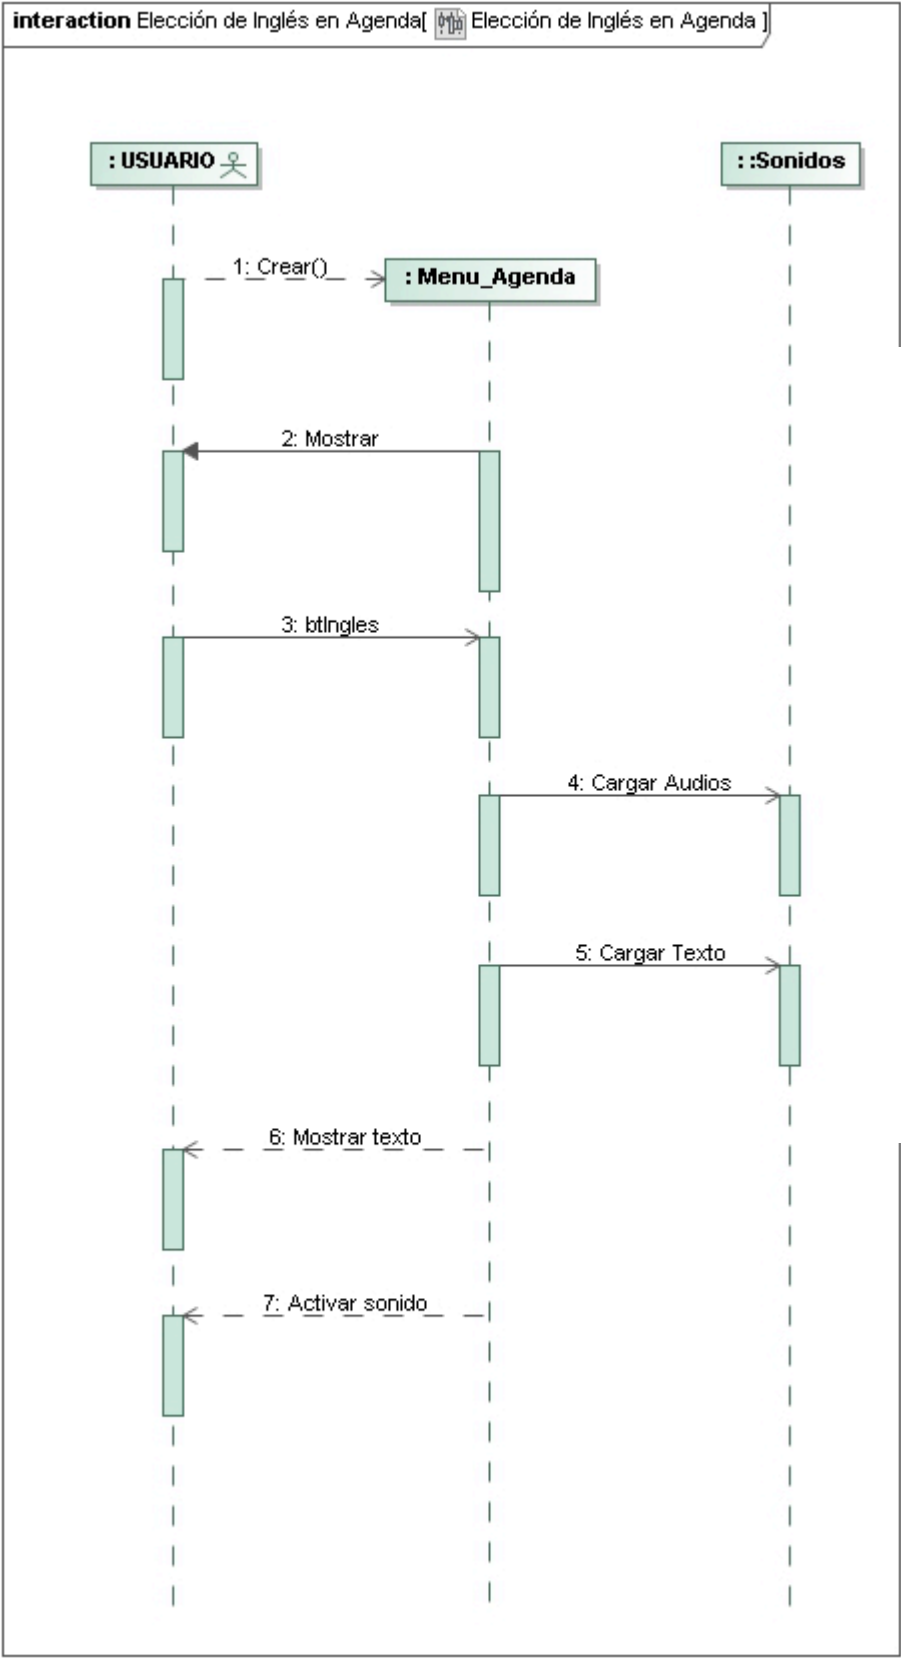 interaction Elección de Inglés en Agenda[ Elección de Inglés en Agenda ]
: USUARIO
: :Sonidos
1: Crear()
: Menu_Agenda
2: Mostrar
3: btIngles
4: Cargar Audios
5: Cargar Texto
6: Mostrar texto
7: Activar sonido